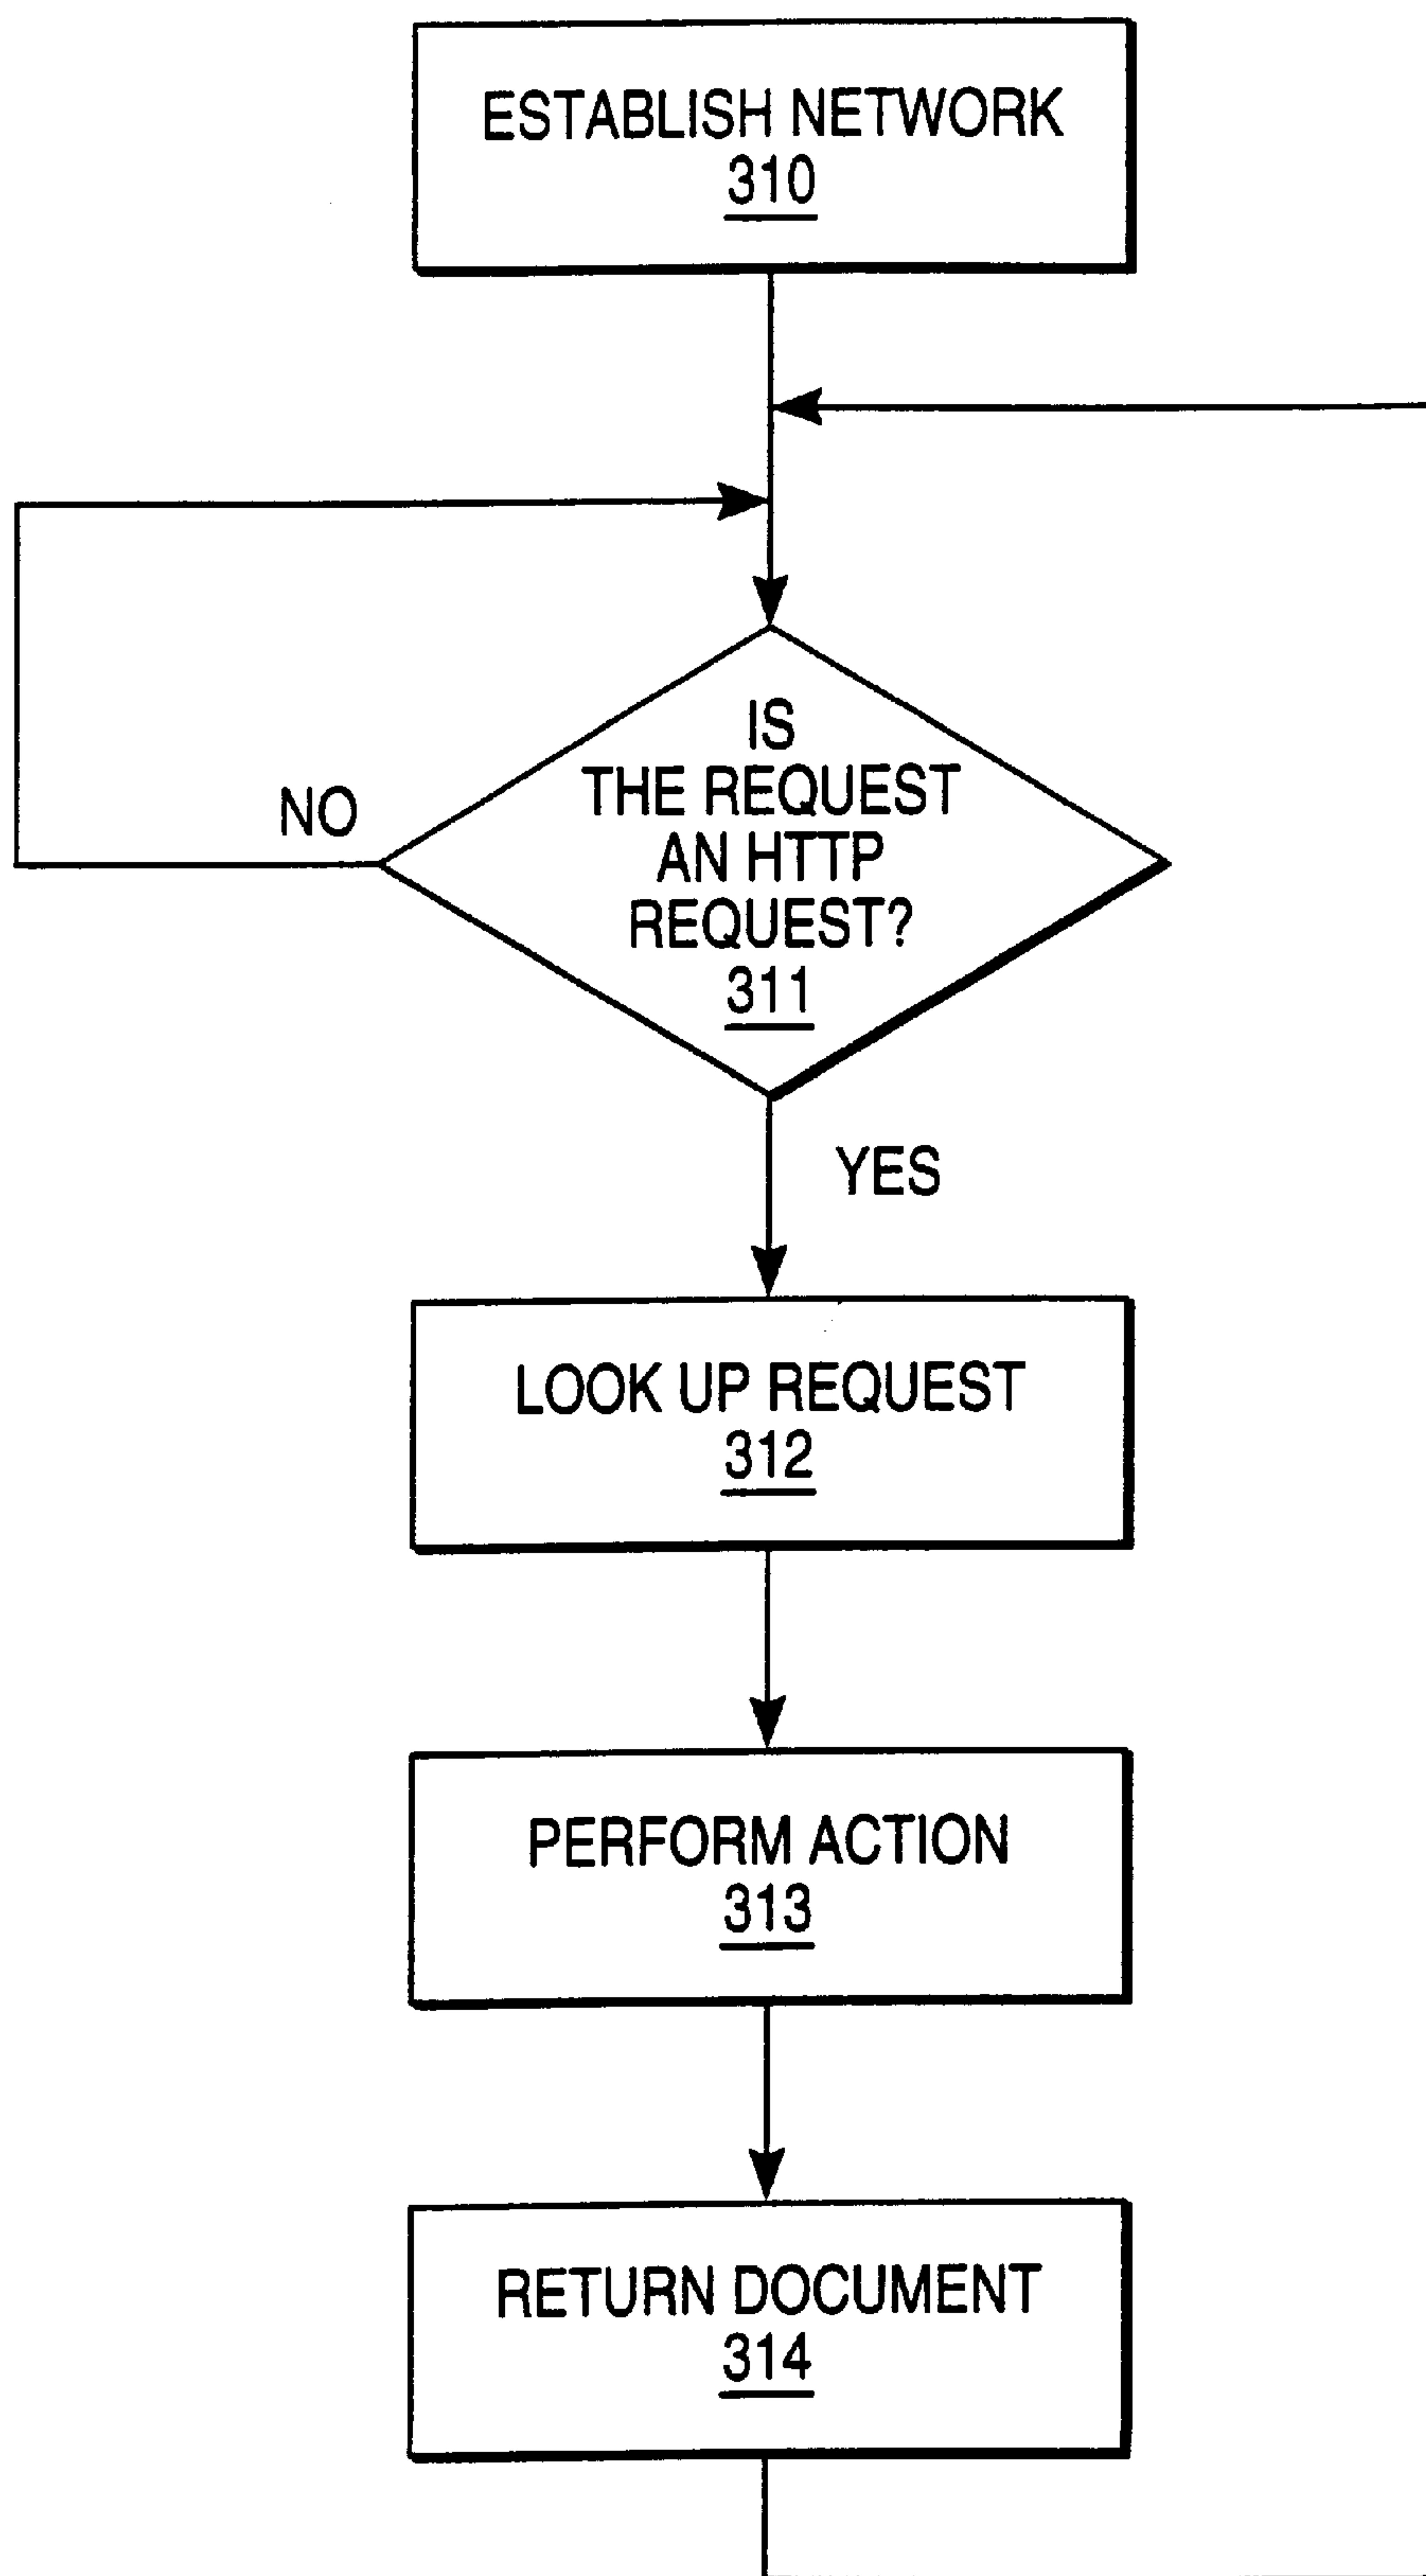 ESTABLISH NETWORK
310
IS
THE REQUEST
AN HTTP
REQUEST?
311
NO
YES
LOOK UP REQUEST
312
PERFORM ACTION
313
RETURN DOCUMENT
314